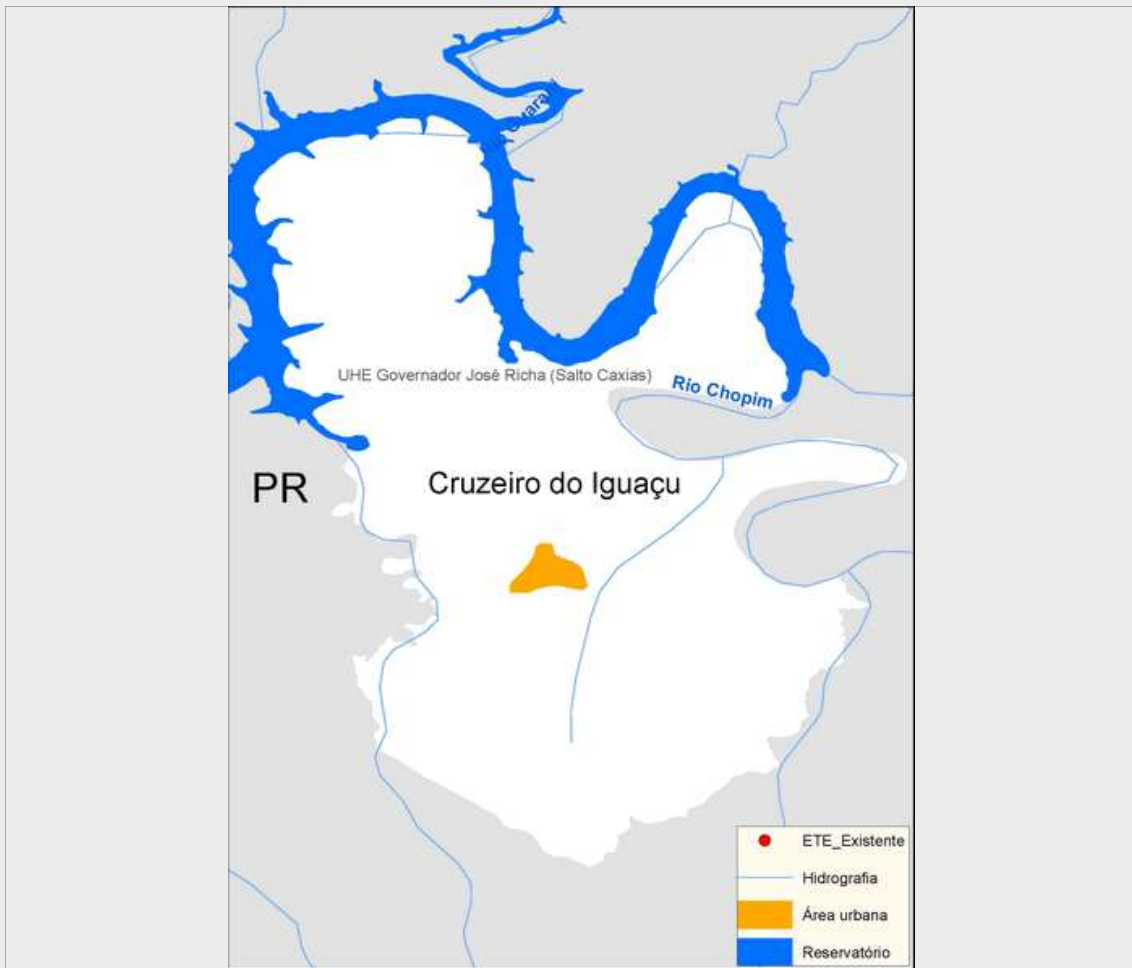 UHE Governador José Richa (Salto Caxias)
Rio Chopim
PR
Cruzeiro do Iguaçu
ETE_Existente
Hidrografia
Área urbana
Reservatório